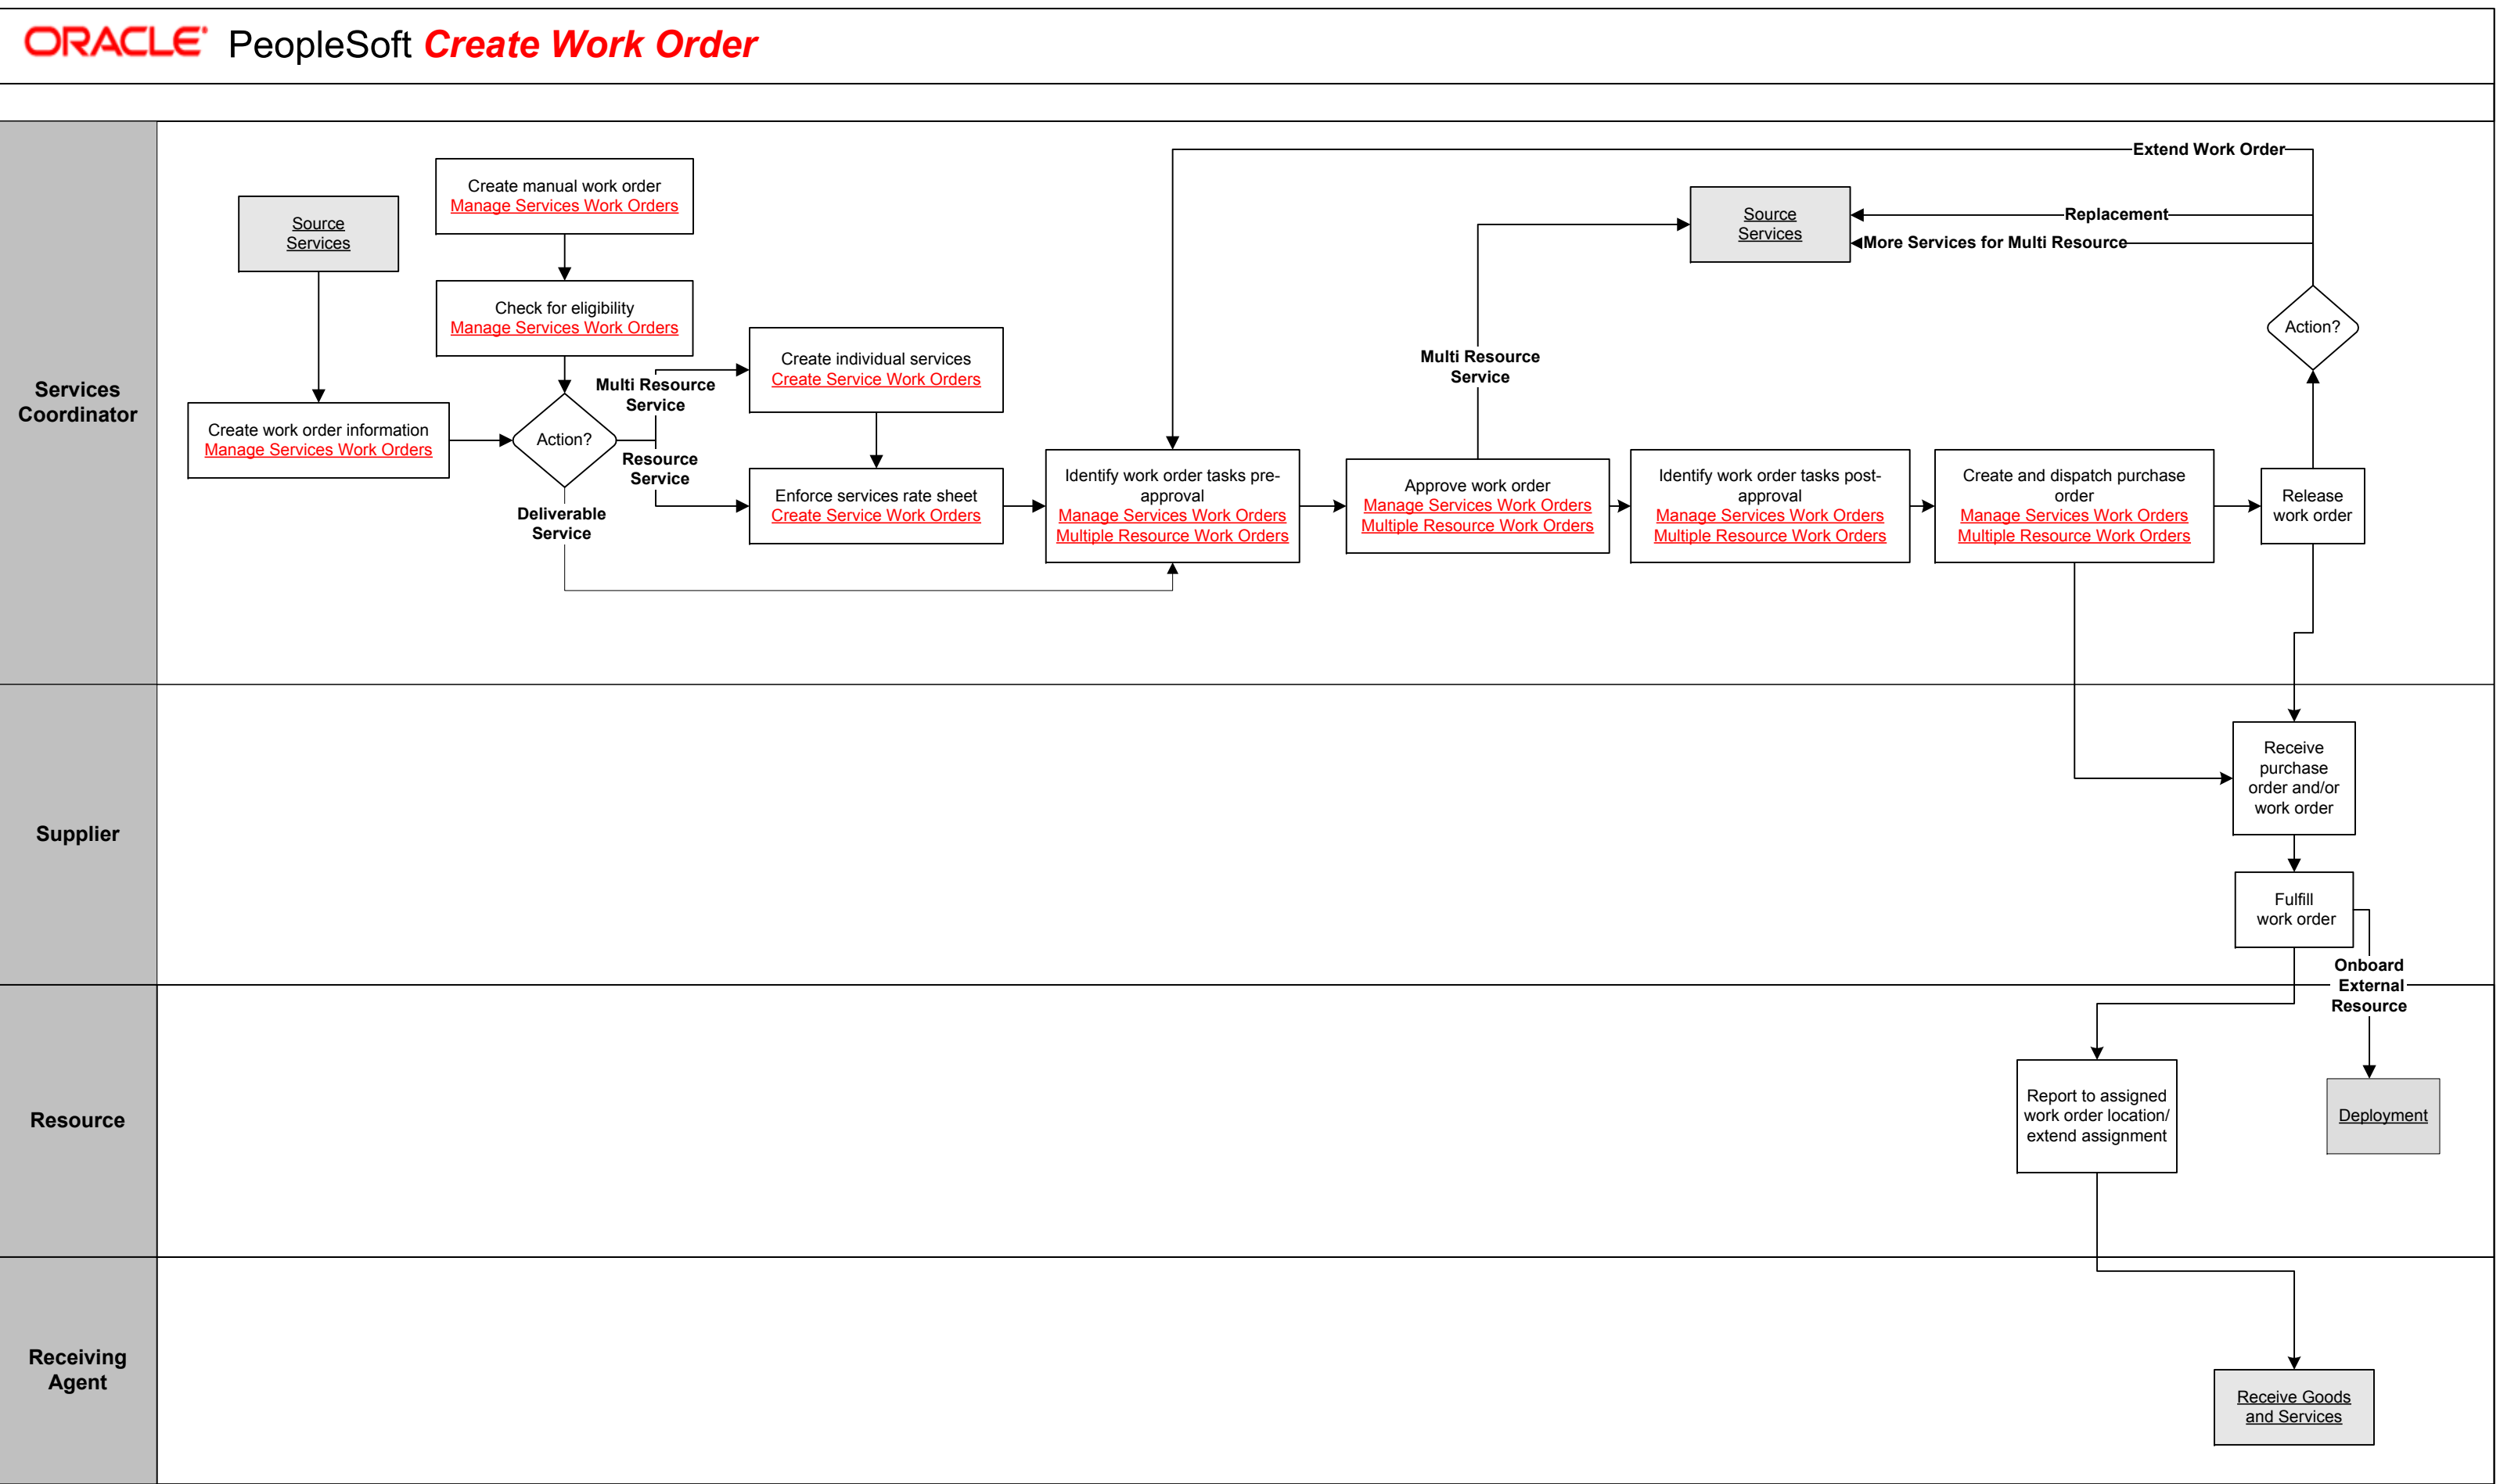 ORACLE PeopleSoft Create Work Order
Services
Coordinator
Source
Services
Create work order information
Manage Services Work Orders
Create manual work order
Manage Services Work Orders
Check for eligibility
Manage Services Work Orders
Action?
Multi Resource
Service
Resource
Service
Deliverable
Service
Create individual services
Create Service Work Orders
Enforce services rate sheet
Create Service Work Orders
Identify work order tasks pre-
approval
Manage Services Work Orders
Multiple Resource Work Orders
Multi Resource
Service
Approve work order
Manage Services Work Orders
Multiple Resource Work Orders
Source
Services
Extend Work Order
Replacement
More Services for Multi Resource
Action?
Identify work order tasks post-
approval
Manage Services Work Orders
Multiple Resource Work Orders
Create and dispatch purchase
order
Manage Services Work Orders
Multiple Resource Work Orders
Release
work order
Supplier
Receive
purchase
order and/or
work order
Fulfill
work order
Onboard
External
Resource
Resource
Report to assigned
work order location/
extend assignment
Deployment
Receiving
Agent
Receive Goods
and Services